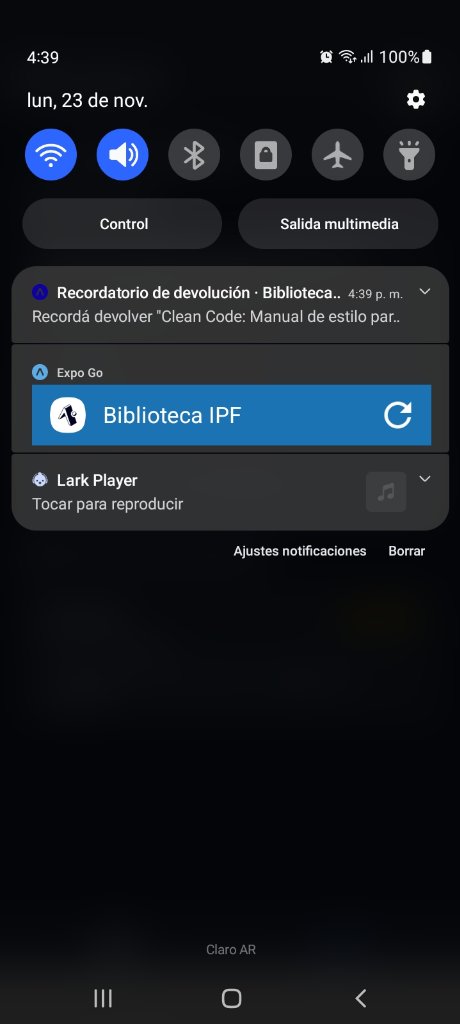 4:39
100%
lun, 23 de nov.
Control
Salida multimedia
Recordatorio de devolución · Biblioteca.. 4:39 p. m.
Recordá devolver "Clean Code: Manual de estilo par..
Expo Go
Biblioteca IPF
Lark Player
Tocar para reproducir
Ajustes notificaciones Borrar
Claro AR